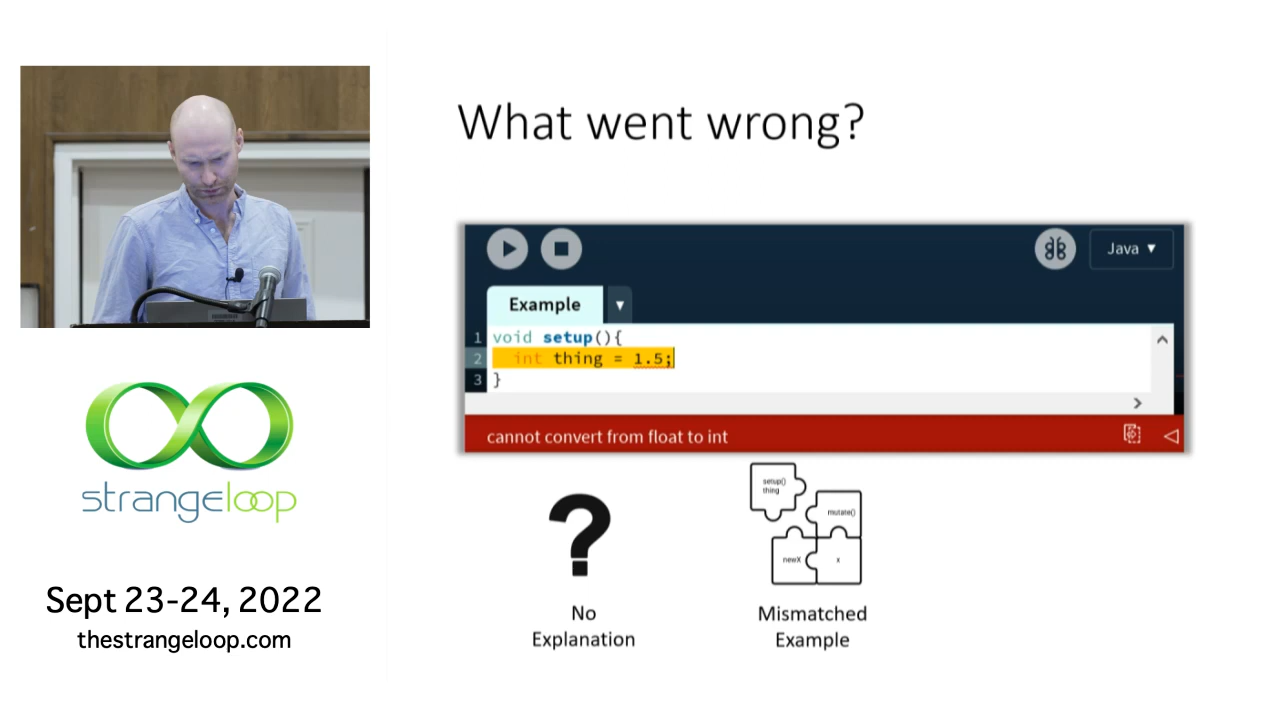 What went wrong?
Java ▼
Example ▼
1 void setup(){
2 int thing = 1.5;
3 }
cannot convert from float to int
setup()
thing
mutate()
newX
x
No
Explanation
Mismatched
Example
strangeloop
Sept 23-24, 2022
thestrangeloop.com